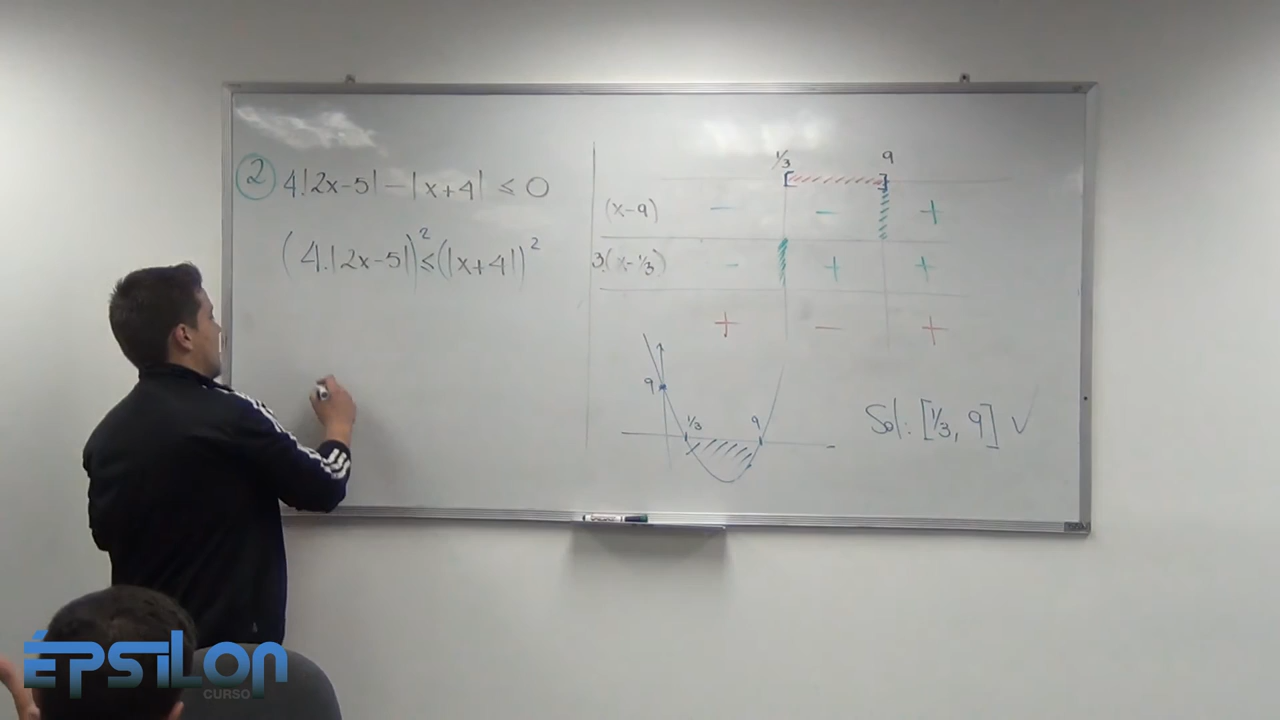 ② 4|2x-5| - |x+4| ≤ 0
(4.|2x-5|)² ≤ (|x+4|)²
1/3 9
(x-9) - - +
3.(x-1/3) - + +
+ - +
9
1/3 9
Sol: [1/3, 9] √
ÉPSILON
CURSO